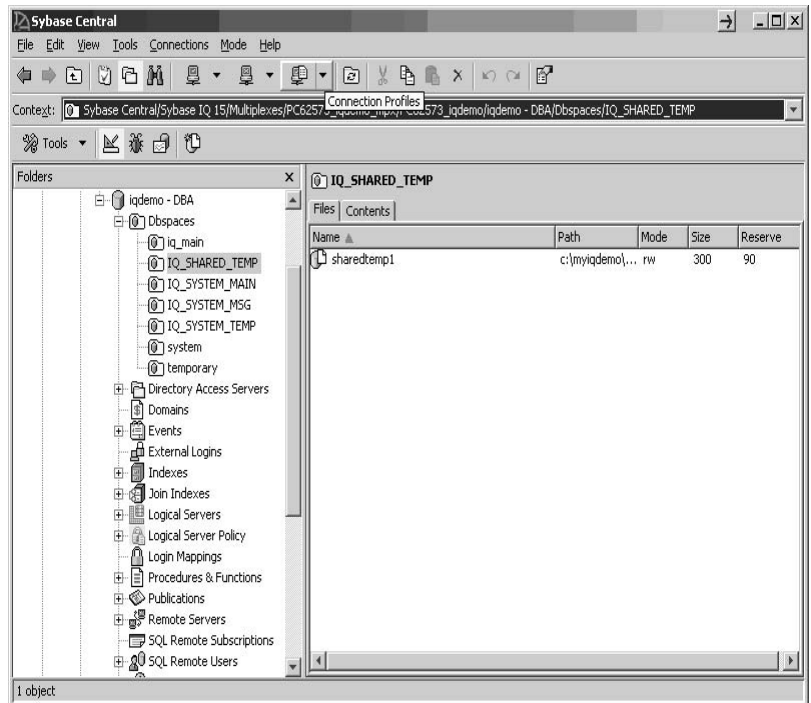 Sybase Central
File Edit View Tools Connections Mode Help
Connection Profiles
Context: Sybase Central/Sybase IQ 15/Multiplexes/PC62573_iqdemo_mpx/PC62573_iqdemo/iqdemo - DBA/Dbspaces/IQ_SHARED_TEMP
Tools
Folders x
iqdemo - DBA
Dbspaces
iq_main
IQ_SHARED_TEMP
IQ_SYSTEM_MAIN
IQ_SYSTEM_MSG
IQ_SYSTEM_TEMP
system
temporary
Directory Access Servers
Domains
Events
External Logins
Indexes
Join Indexes
Logical Servers
Logical Server Policy
Login Mappings
Procedures & Functions
Publications
Remote Servers
SQL Remote Subscriptions
SQL Remote Users
IQ_SHARED_TEMP
Files Contents
Name Path Mode Size Reserve
sharedtemp1 c:\myiqdemo\... rw 300 90
1 object